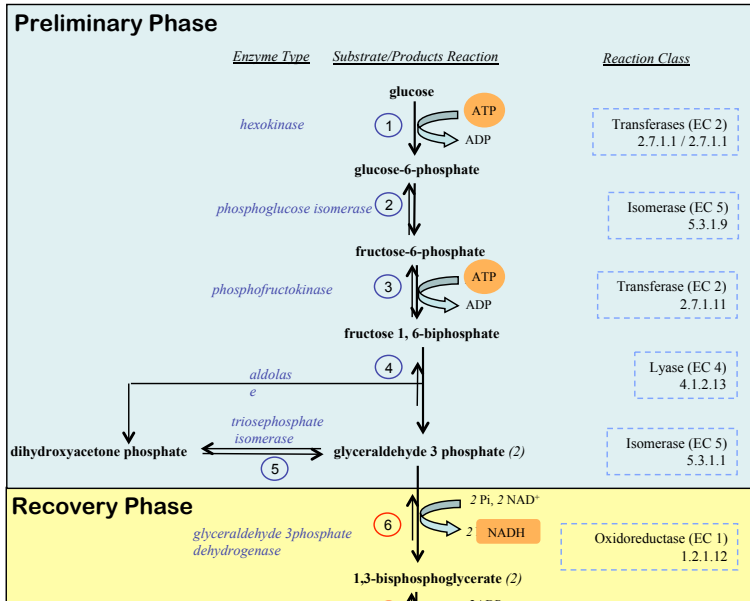 Preliminary Phase
Enzyme Type Substrate/Products Reaction Reaction Class
glucose
hexokinase 1 ATP
ADP
Transferases (EC 2)
2.7.1.1 / 2.7.1.1
glucose-6-phosphate
phosphoglucose isomerase 2
Isomerase (EC 5)
5.3.1.9
fructose-6-phosphate
phosphofructokinase 3 ATP
ADP
Transferase (EC 2)
2.7.1.11
fructose 1, 6-biphosphate
aldolas
e
4
Lyase (EC 4)
4.1.2.13
triosephosphate
isomerase
dihydroxyacetone phosphate glyceraldehyde 3 phosphate (2)
5
Isomerase (EC 5)
5.3.1.1
Recovery Phase
glyceraldehyde 3phosphate
dehydrogenase
6
2 Pi, 2 NAD+
2 NADH
Oxidoreductase (EC 1)
1.2.1.12
1,3-bisphosphoglycerate (2)